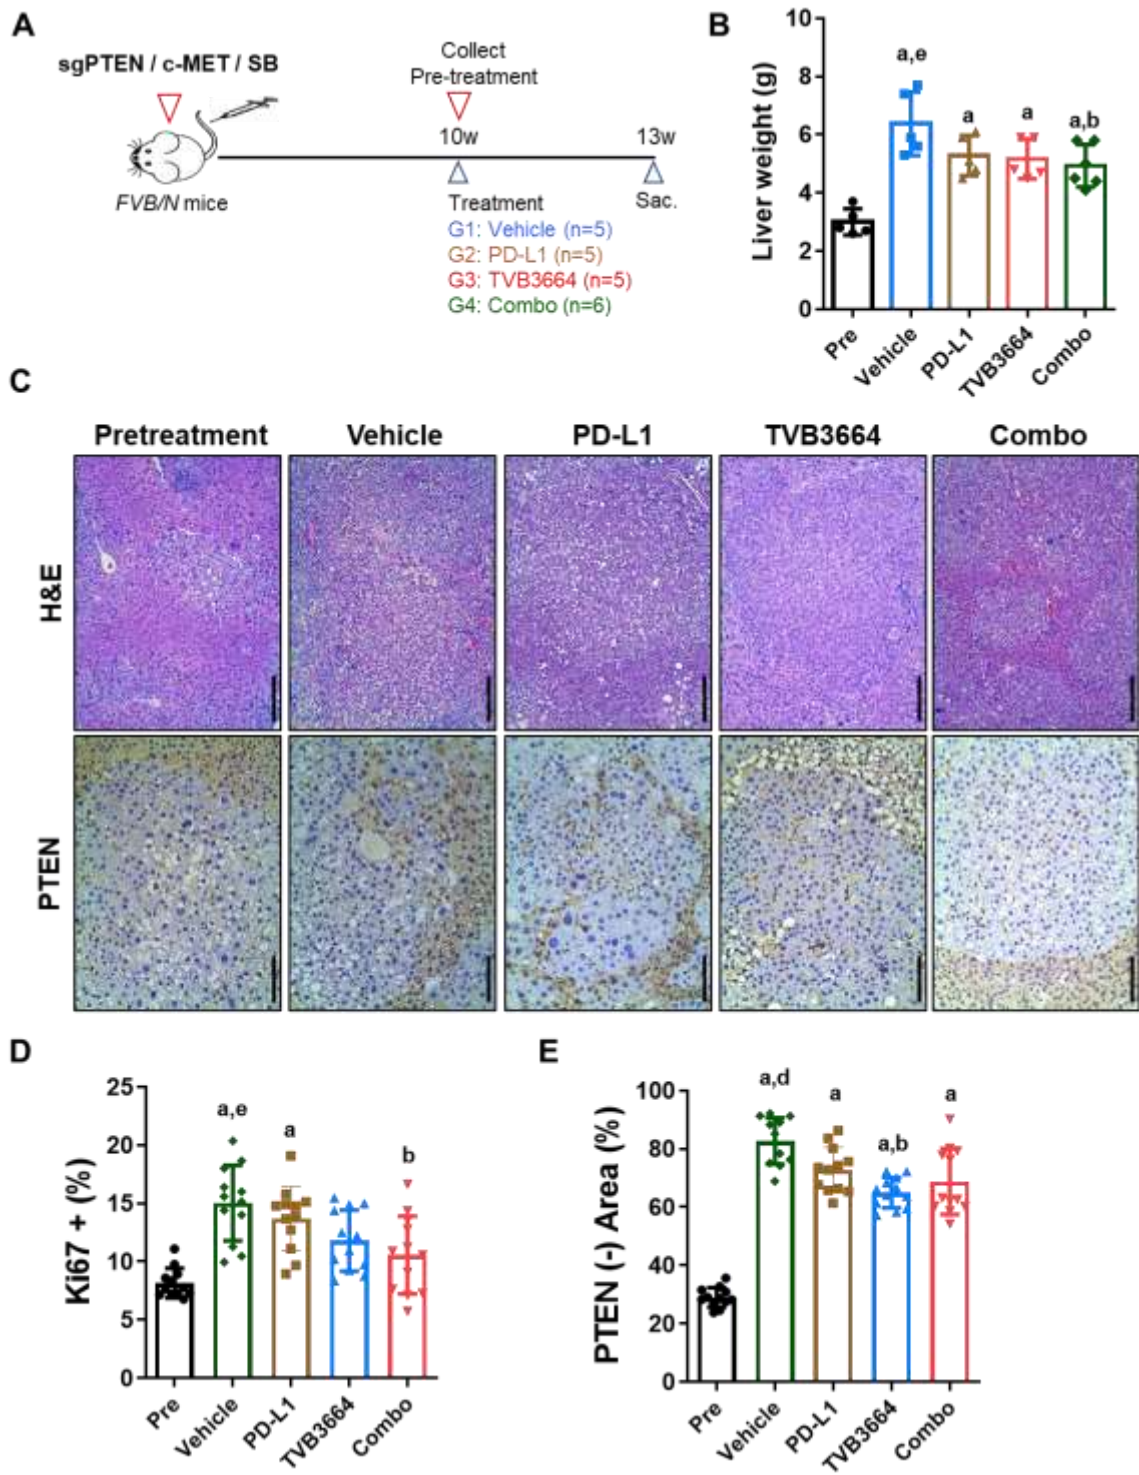 A
sgPTEN / c-MET / SB
Collect
Pre-treatment
10w
13w
FVB/N mice
Treatment
Sac.
G1: Vehicle (n=5)
G2: PD-L1 (n=5)
G3: TVB3664 (n=5)
G4: Combo (n=6)
B
Liver weight (g)
10
8
6
4
2
0
a,e
a
a
a,b
Pre
Vehicle
PD-L1
TVB3664
Combo
C
Pretreatment
Vehicle
PD-L1
TVB3664
Combo
H&E
PTEN
D
Ki67 + (%)
25
20
15
10
5
0
a,e
a
b
Pre
Vehicle
PD-L1
TVB3664
Combo
E
PTEN (-) Area (%)
100
80
60
40
20
0
a,d
a
a,b
a
Pre
Vehicle
PD-L1
TVB3664
Combo